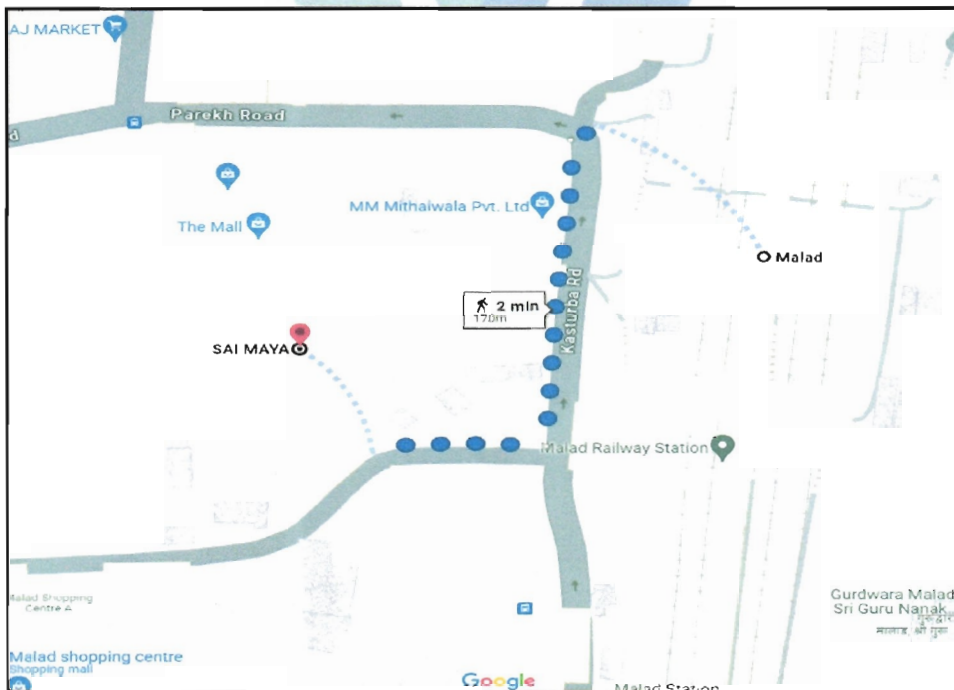 AJ MARKET
Parekh Road
d
MM Mithaiwala Pvt. Ltd
The Mall
Malad
2 min
170m
Kasturba Rd
SAI MAYA
Malad Railway Station
Malad Shopping
Centre A
Gurdwara Malad
Sri Guru Nanak
गुरुद्वारा
मालाड, श्री गुरु
Malad shopping centre
Shopping mall
Google
Malad Station